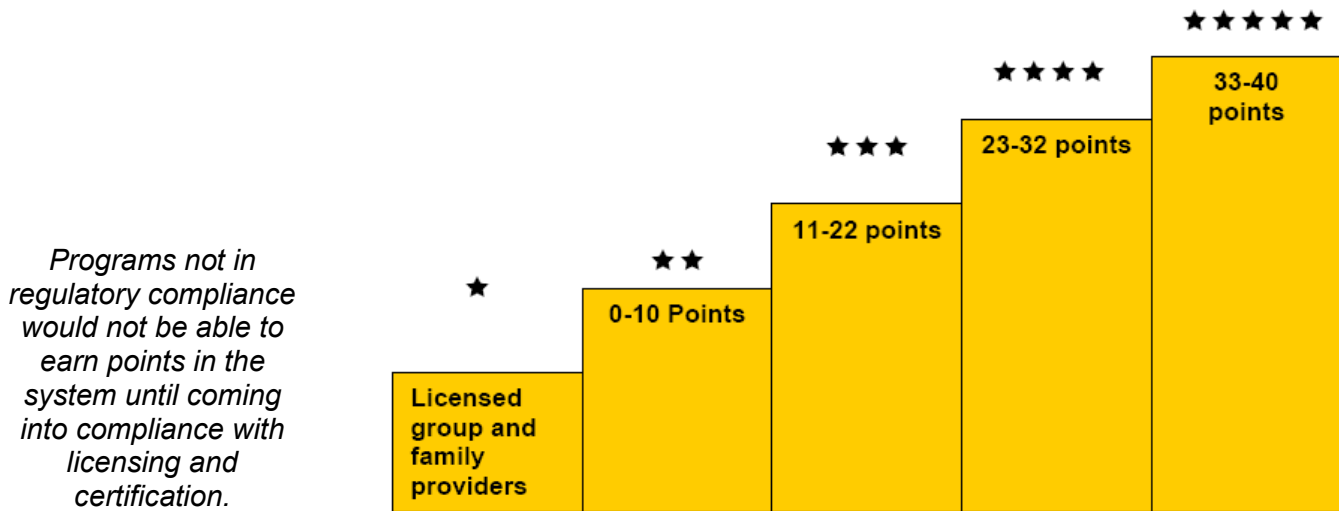 Programs not in
regulatory compliance
would not be able to
earn points in the
system until coming
into compliance with
licensing and
certification.
Licensed
group and
family
providers
0-10 Points
11-22 points
23-32 points
33-40
points